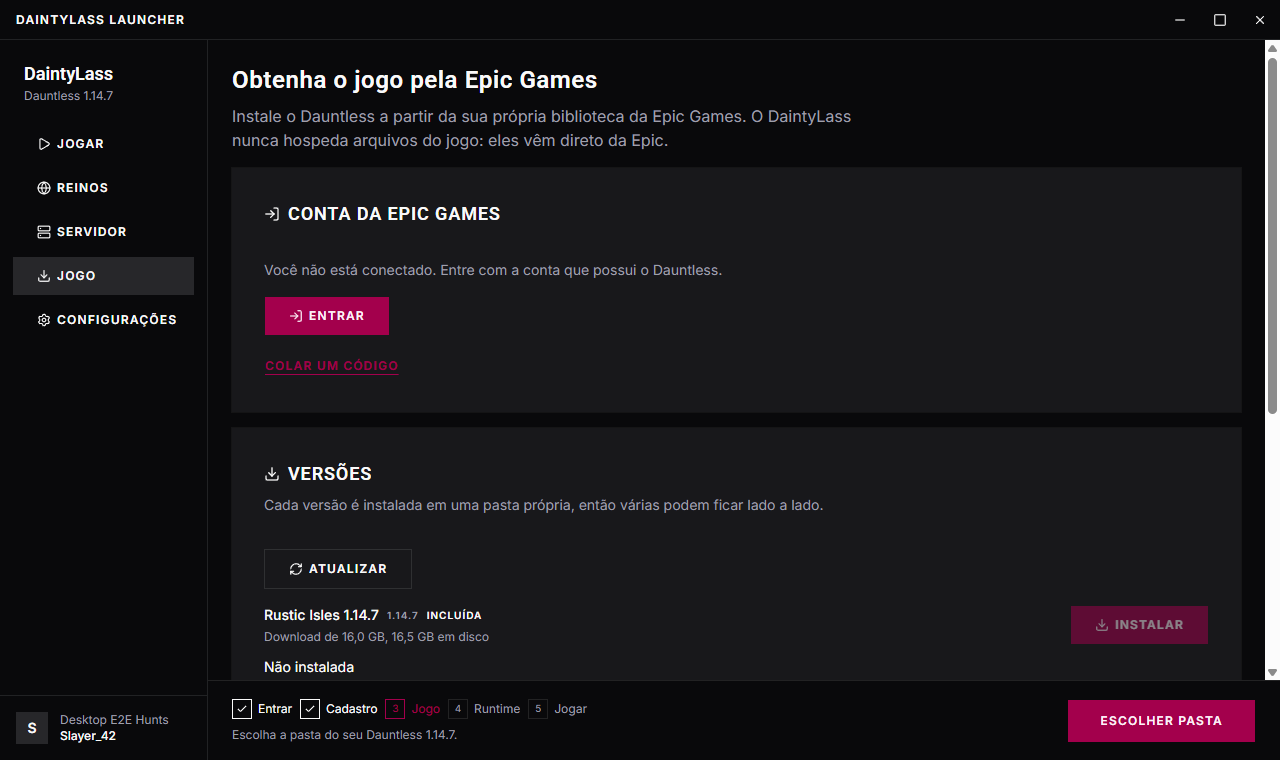 DAINTYLASS LAUNCHER
DaintyLass
Dauntless 1.14.7
JOGAR
REINOS
SERVIDOR
JOGO
CONFIGURAÇÕES
Desktop E2E Hunts
S
Slayer_42
Obtenha o jogo pela Epic Games
Instale o Dauntless a partir da sua própria biblioteca da Epic Games. O DaintyLass
nunca hospeda arquivos do jogo: eles vêm direto da Epic.
CONTA DA EPIC GAMES
Você não está conectado. Entre com a conta que possui o Dauntless.
ENTRAR
COLAR UM CÓDIGO
VERSÕES
Cada versão é instalada em uma pasta própria, então várias podem ficar lado a lado.
ATUALIZAR
Rustic Isles 1.14.7 1.14.7 INCLUÍDA
Download de 16,0 GB, 16,5 GB em disco
INSTALAR
Não instalada
Entrar Cadastro 3 Jogo 4 Runtime 5 Jogar
Escolha a pasta do seu Dauntless 1.14.7.
ESCOLHER PASTA